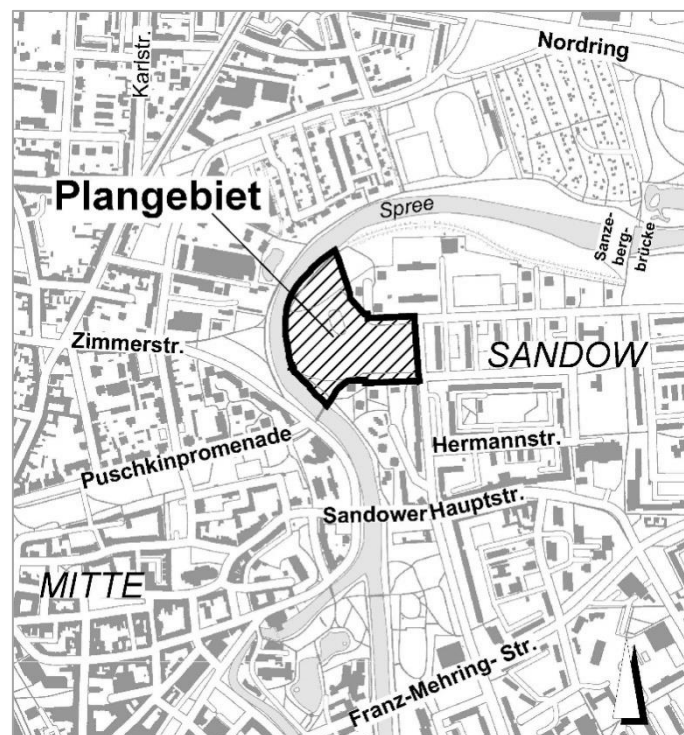 Nordring
Karlstr.
Plangebiet
Spree
Sanze-
berg-
brücke
Zimmerstr.
SANDOW
Puschkinpromenade
Hermannstr.
Sandower Hauptstr.
MITTE
Franz-Mehring- Str.